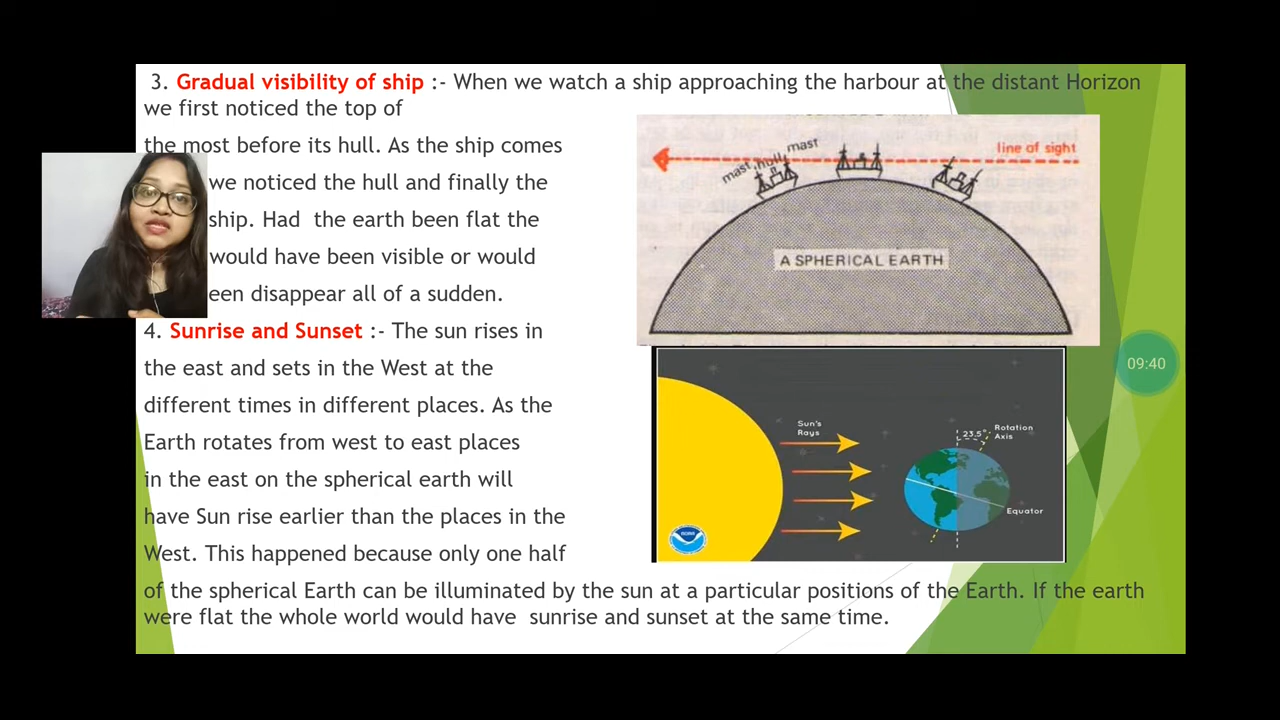 3. Gradual visibility of ship :- When we watch a ship approaching the harbour at the distant Horizon
we first noticed the top of
the most before its hull. As the ship comes
we noticed the hull and finally the
ship. Had the earth been flat the
would have been visible or would
een disappear all of a sudden.
4. Sunrise and Sunset :- The sun rises in
the east and sets in the West at the
different times in different places. As the
Earth rotates from west to east places
in the east on the spherical earth will
have Sun rise earlier than the places in the
West. This happened because only one half
of the spherical Earth can be illuminated by the sun at a particular positions of the Earth. If the earth
were flat the whole world would have sunrise and sunset at the same time.
line of sight
mast hull mast
A SPHERICAL EARTH
Sun's
Rays
23.5°
Rotation
Axis
Equator
09:40